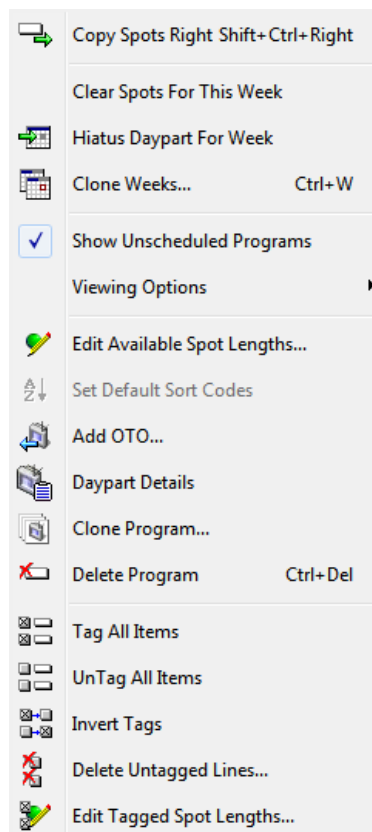 Copy Spots Right Shift+Ctrl+Right
Clear Spots For This Week
Hiatus Daypart For Week
Clone Weeks... Ctrl+W
Show Unscheduled Programs
Viewing Options
Edit Available Spot Lengths...
Set Default Sort Codes
Add OTO...
Daypart Details
Clone Program...
Delete Program Ctrl+Del
Tag All Items
UnTag All Items
Invert Tags
Delete Untagged Lines...
Edit Tagged Spot Lengths...